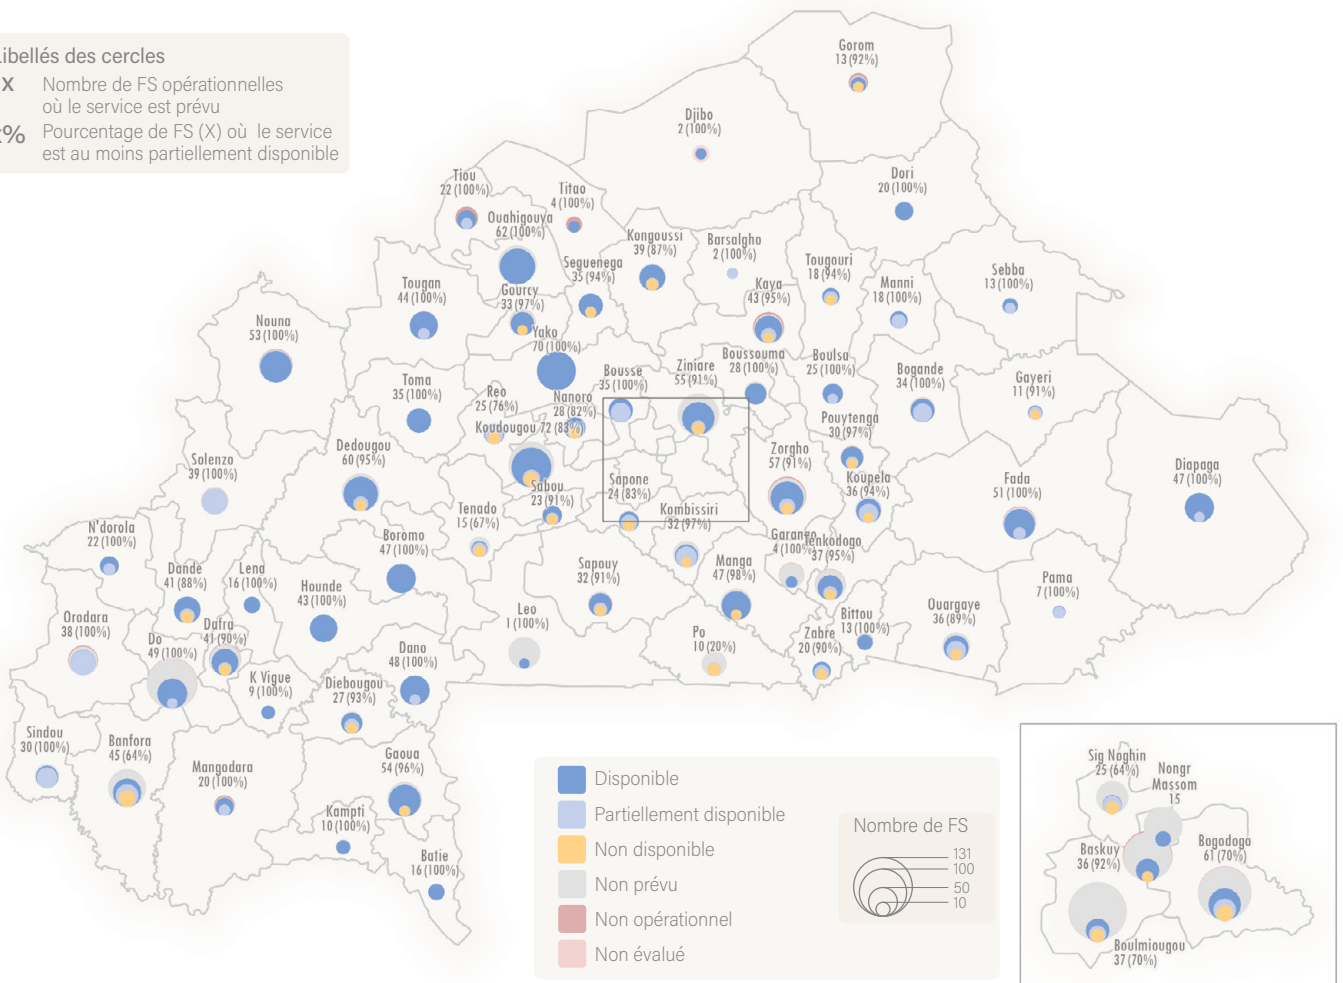 Libellés des cercles
X Nombre de FS opérationnelles
où le service est prévu
% Pourcentage de FS (X) où le service
est au moins partiellement disponible
Gorom
13 (92%)
Djibo
2 (100%)
Dori
20 (100%)
Tiou
22 (100%)
Titao
4 (100%)
Ouahigouya
62 (100%)
Kongoussi
39 (87%)
Barsalgho
2 (100%)
Seguenega
35 (94%)
Tougouri
18 (94%)
Manni
18 (100%)
Sebba
13 (100%)
Kaya
43 (95%)
Tougan
44 (100%)
Gourcy
33 (97%)
Nouna
53 (100%)
Yako
70 (100%)
Toma
35 (100%)
Bousse
35 (100%)
Ziniare
55 (91%)
Boussouma
28 (100%)
Boulsa
25 (100%)
Bogande
34 (100%)
Gayeri
11 (91%)
Reo
25 (76%)
Nanoro
28 (82%)
Koudougou 72 (83%)
Pouytenga
30 (97%)
Dedougou
60 (95%)
Solenzo
39 (100%)
Zorgho
57 (91%)
Koupela
36 (94%)
Fada
51 (100%)
Diapaga
47 (100%)
Sapone
24 (83%)
Sabou
23 (91%)
Tenado
15 (67%)
Kombissiri
32 (97%)
N'dorola
22 (100%)
Boromo
47 (100%)
Garango
4 (100%)
Tenkodogo
37 (95%)
Dande
41 (88%)
Lena
16 (100%)
Hounde
43 (100%)
Sapouy
32 (91%)
Manga
47 (98%)
Pama
7 (100%)
Leo
1 (100%)
Orodara
38 (100%)
Dafra
41 (90%)
Do
49 (100%)
Bittou
13 (100%)
Ouargaye
36 (89%)
Po
10 (20%)
Zabre
20 (90%)
Dano
48 (100%)
K Vigue
9 (100%)
Diebougou
27 (93%)
Sindou
30 (100%)
Banfora
45 (64%)
Mangodara
20 (100%)
Gaoua
54 (96%)
Kampti
10 (100%)
Batie
16 (100%)
Disponible
Partiellement disponible
Non disponible
Non prévu
Non opérationnel
Non évalué
Nombre de FS
131
100
50
10
Sig Noghin
25 (64%)
Nongr
Massom
15
Baskuy
36 (92%)
Bogodogo
61 (70%)
Boulmiougou
37 (70%)